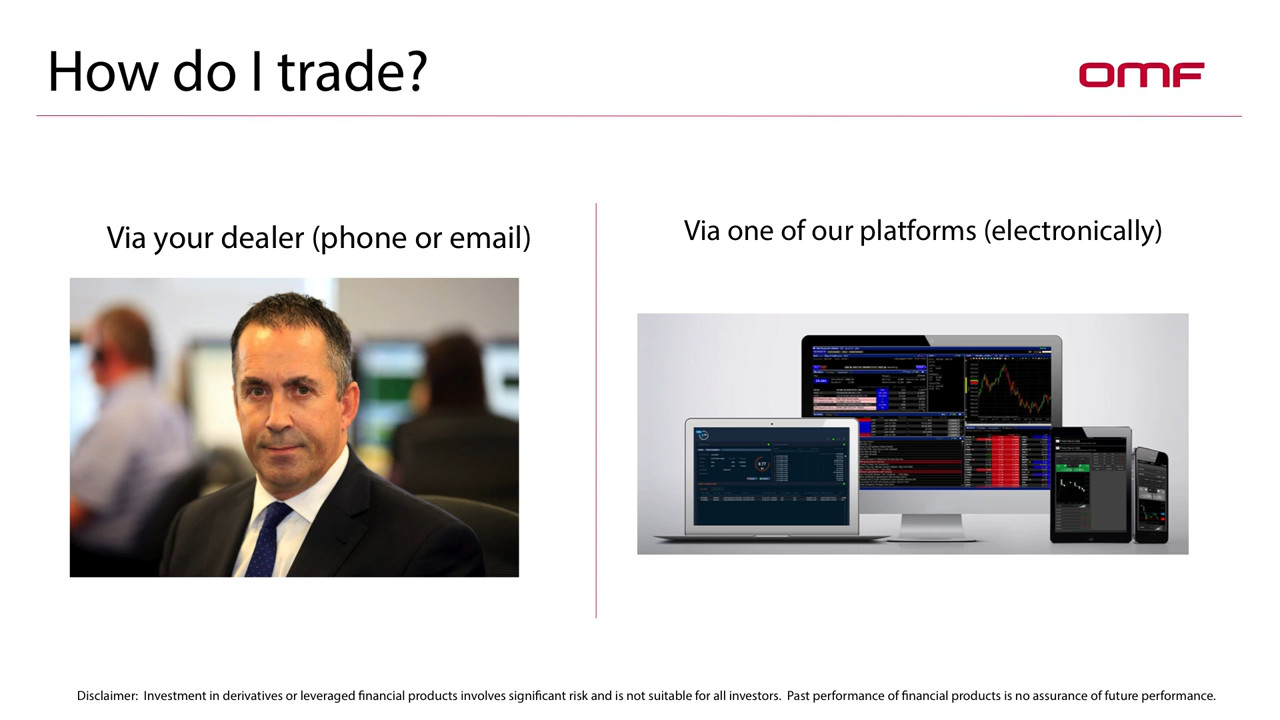 How do I trade?
OMF
Via your dealer (phone or email)
Via one of our platforms (electronically)
Disclaimer:  Investment in derivatives or leveraged financial products involves significant risk and is not suitable for all investors.  Past performance of financial products is no assurance of future performance.